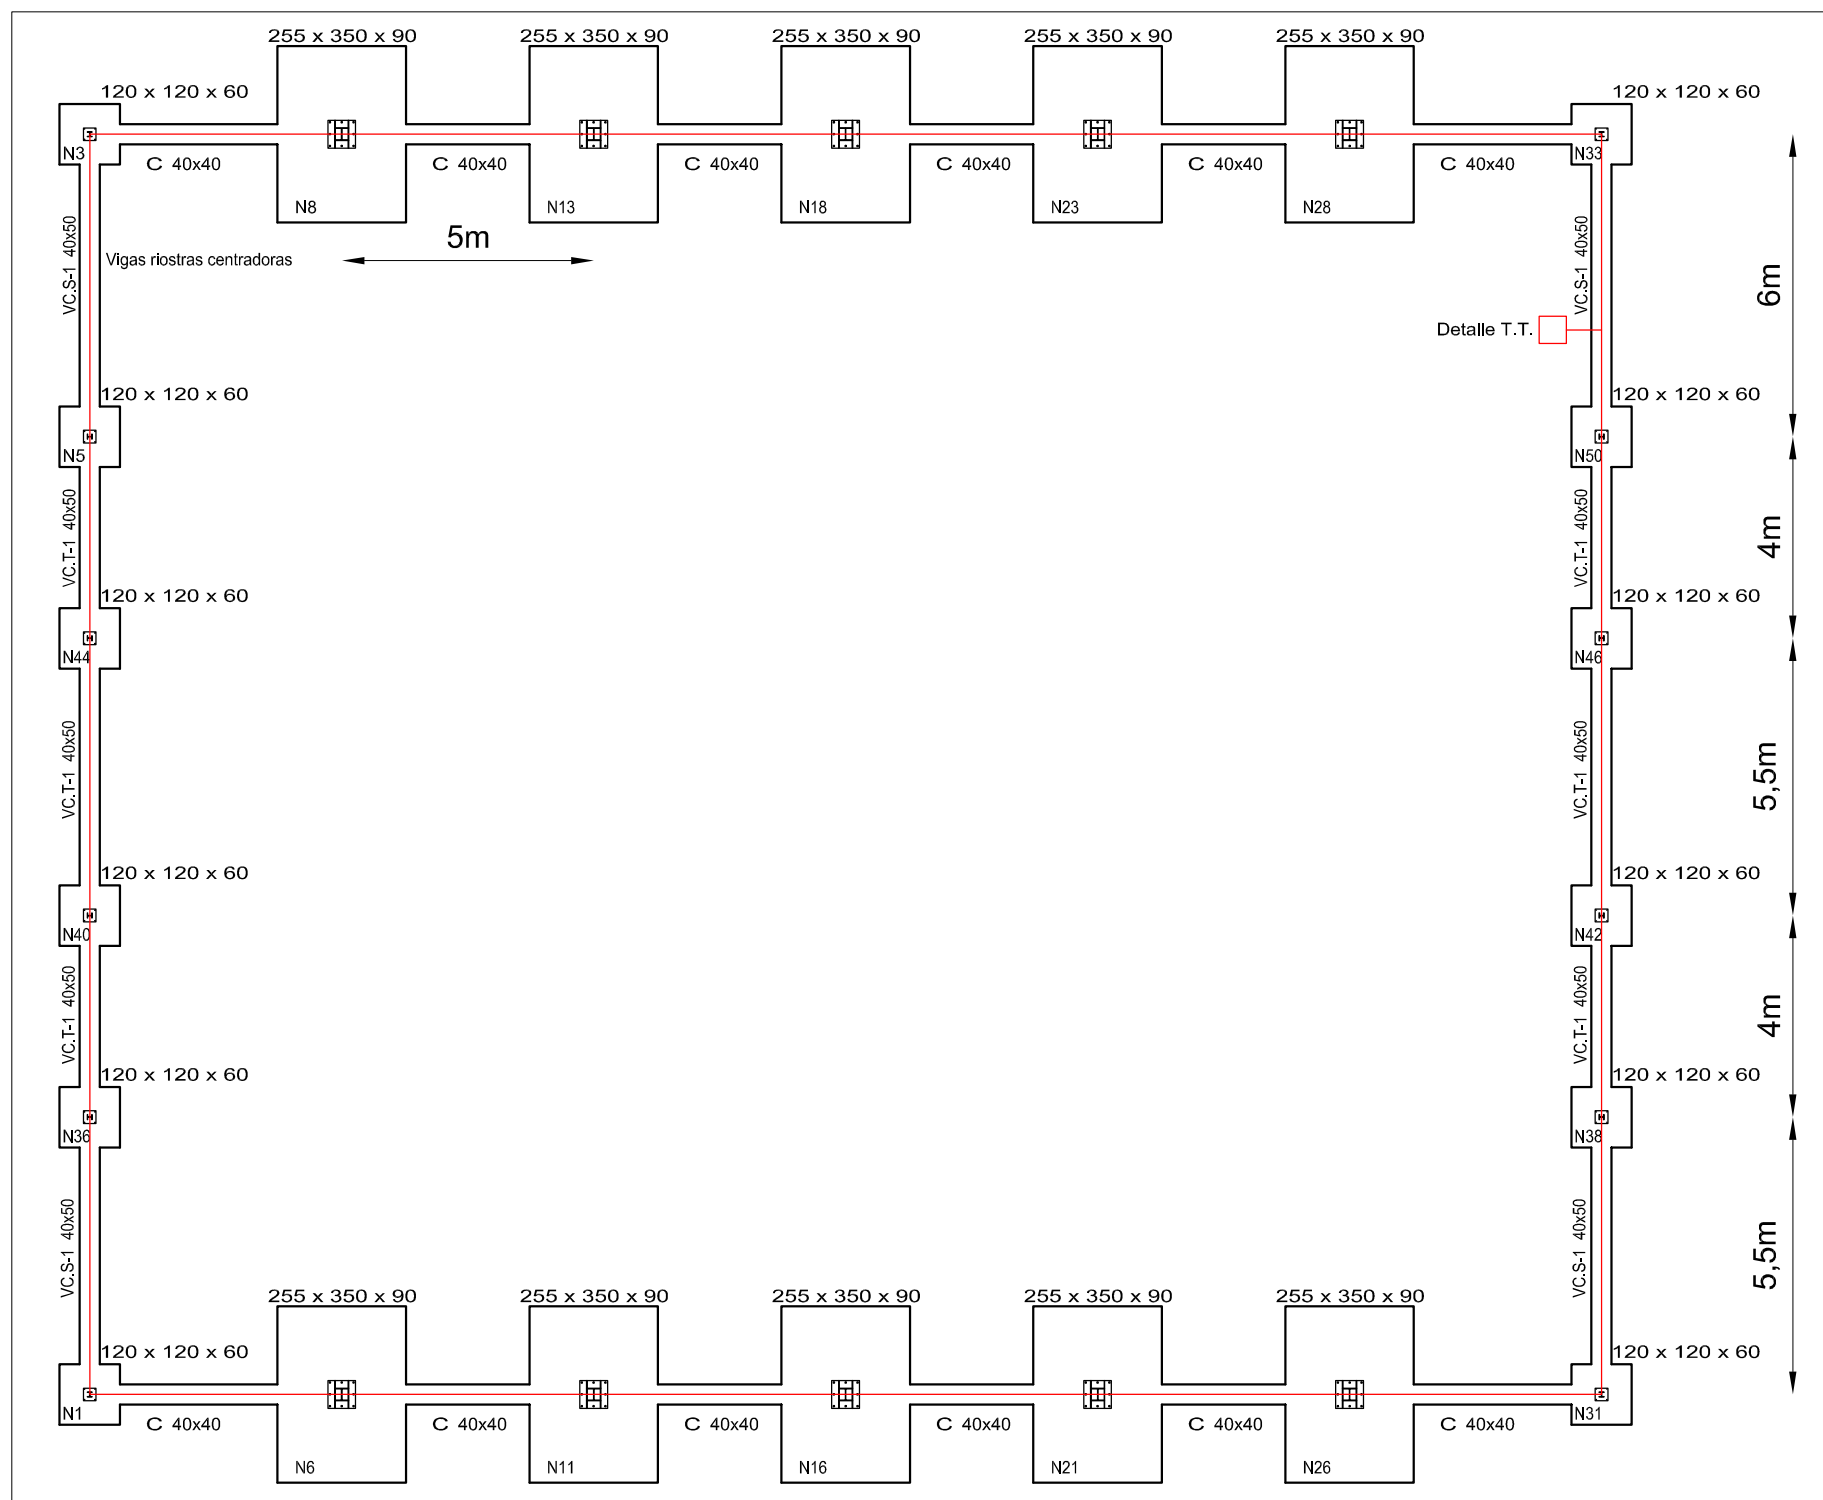 255 x 350 x 90
255 x 350 x 90
255 x 350 x 90
255 x 350 x 90
255 x 350 x 90
120 x 120 x 60
120 x 120 x 60
N3
C 40x40
C 40x40
C 40x40
C 40x40
C 40x40
C 40x40
N33
N8
N13
N18
N23
N28
5m
VC.S-1 40x50
Vigas riostras centradoras
VC.S-1 40x50
6m
Detalle T.T.
120 x 120 x 60
120 x 120 x 60
N5
N50
VC.T-1 40x50
VC.T-1 40x50
4m
120 x 120 x 60
120 x 120 x 60
N44
N46
VC.T-1 40x50
VC.T-1 40x50
5,5m
120 x 120 x 60
120 x 120 x 60
N40
N42
VC.T-1 40x50
VC.T-1 40x50
4m
120 x 120 x 60
120 x 120 x 60
N36
N38
VC.S-1 40x50
VC.S-1 40x50
5,5m
255 x 350 x 90
255 x 350 x 90
255 x 350 x 90
255 x 350 x 90
255 x 350 x 90
120 x 120 x 60
120 x 120 x 60
N1
C 40x40
C 40x40
C 40x40
C 40x40
C 40x40
C 40x40
N31
N6
N11
N16
N21
N26